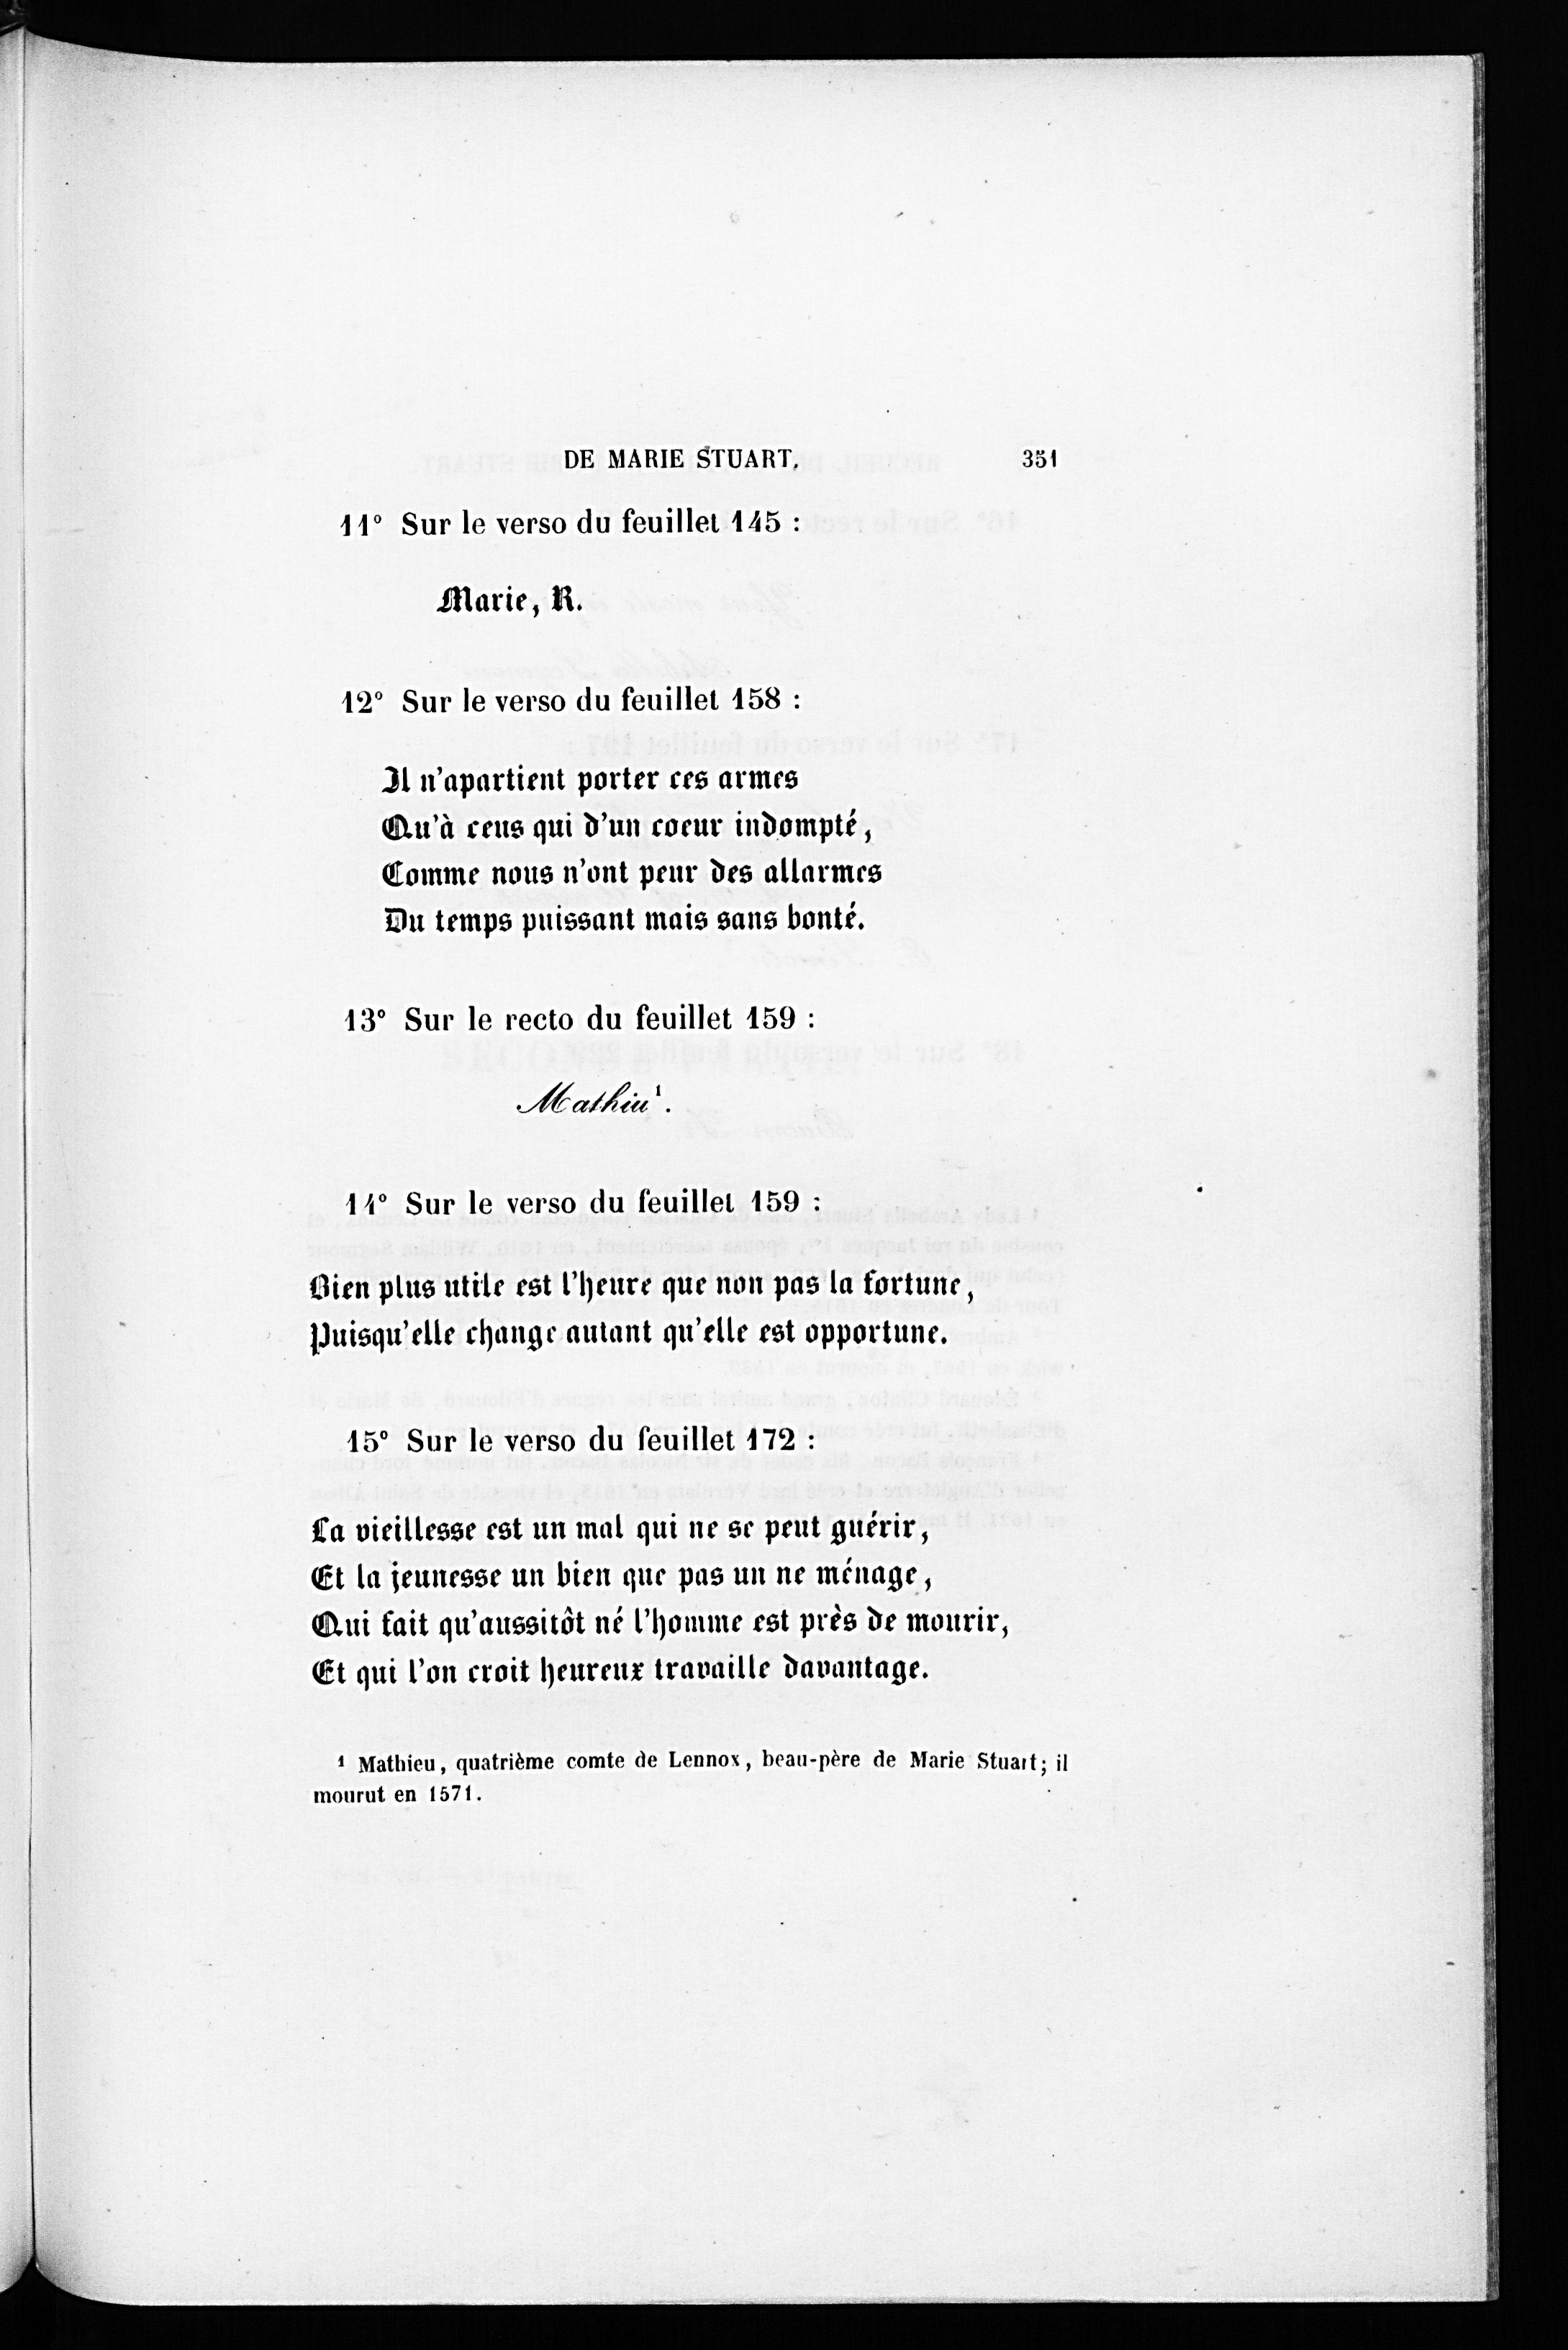 DE MARIE STUART. 351
11° Sur le verso du feuillet 145 :
Marie, R.
12° Sur le verso du feuillet 158 :
Il n'apartient porter ces armes
Qu'à ceus qui d'un coeur indompté,
Comme nous n'ont peur des allarmes
Du temps puissant mais sans bonté.
13° Sur le recto du feuillet 159 :
Mathiu¹.
14° Sur le verso du feuillet 159 :
Bien plus utile est l'heure que non pas la fortune,
Puisqu'elle change autant qu'elle est opportune.
15° Sur le verso du feuillet 172 :
La vieillesse est un mal qui ne se peut guérir,
Et la jeunesse un bien que pas un ne ménage,
Qui fait qu'aussitôt né l'homme est près de mourir,
Et qui l'on croit heureux travaille davantage.
¹ Mathieu, quatrième comte de Lennox, beau-père de Marie Stuart; il
mourut en 1571.